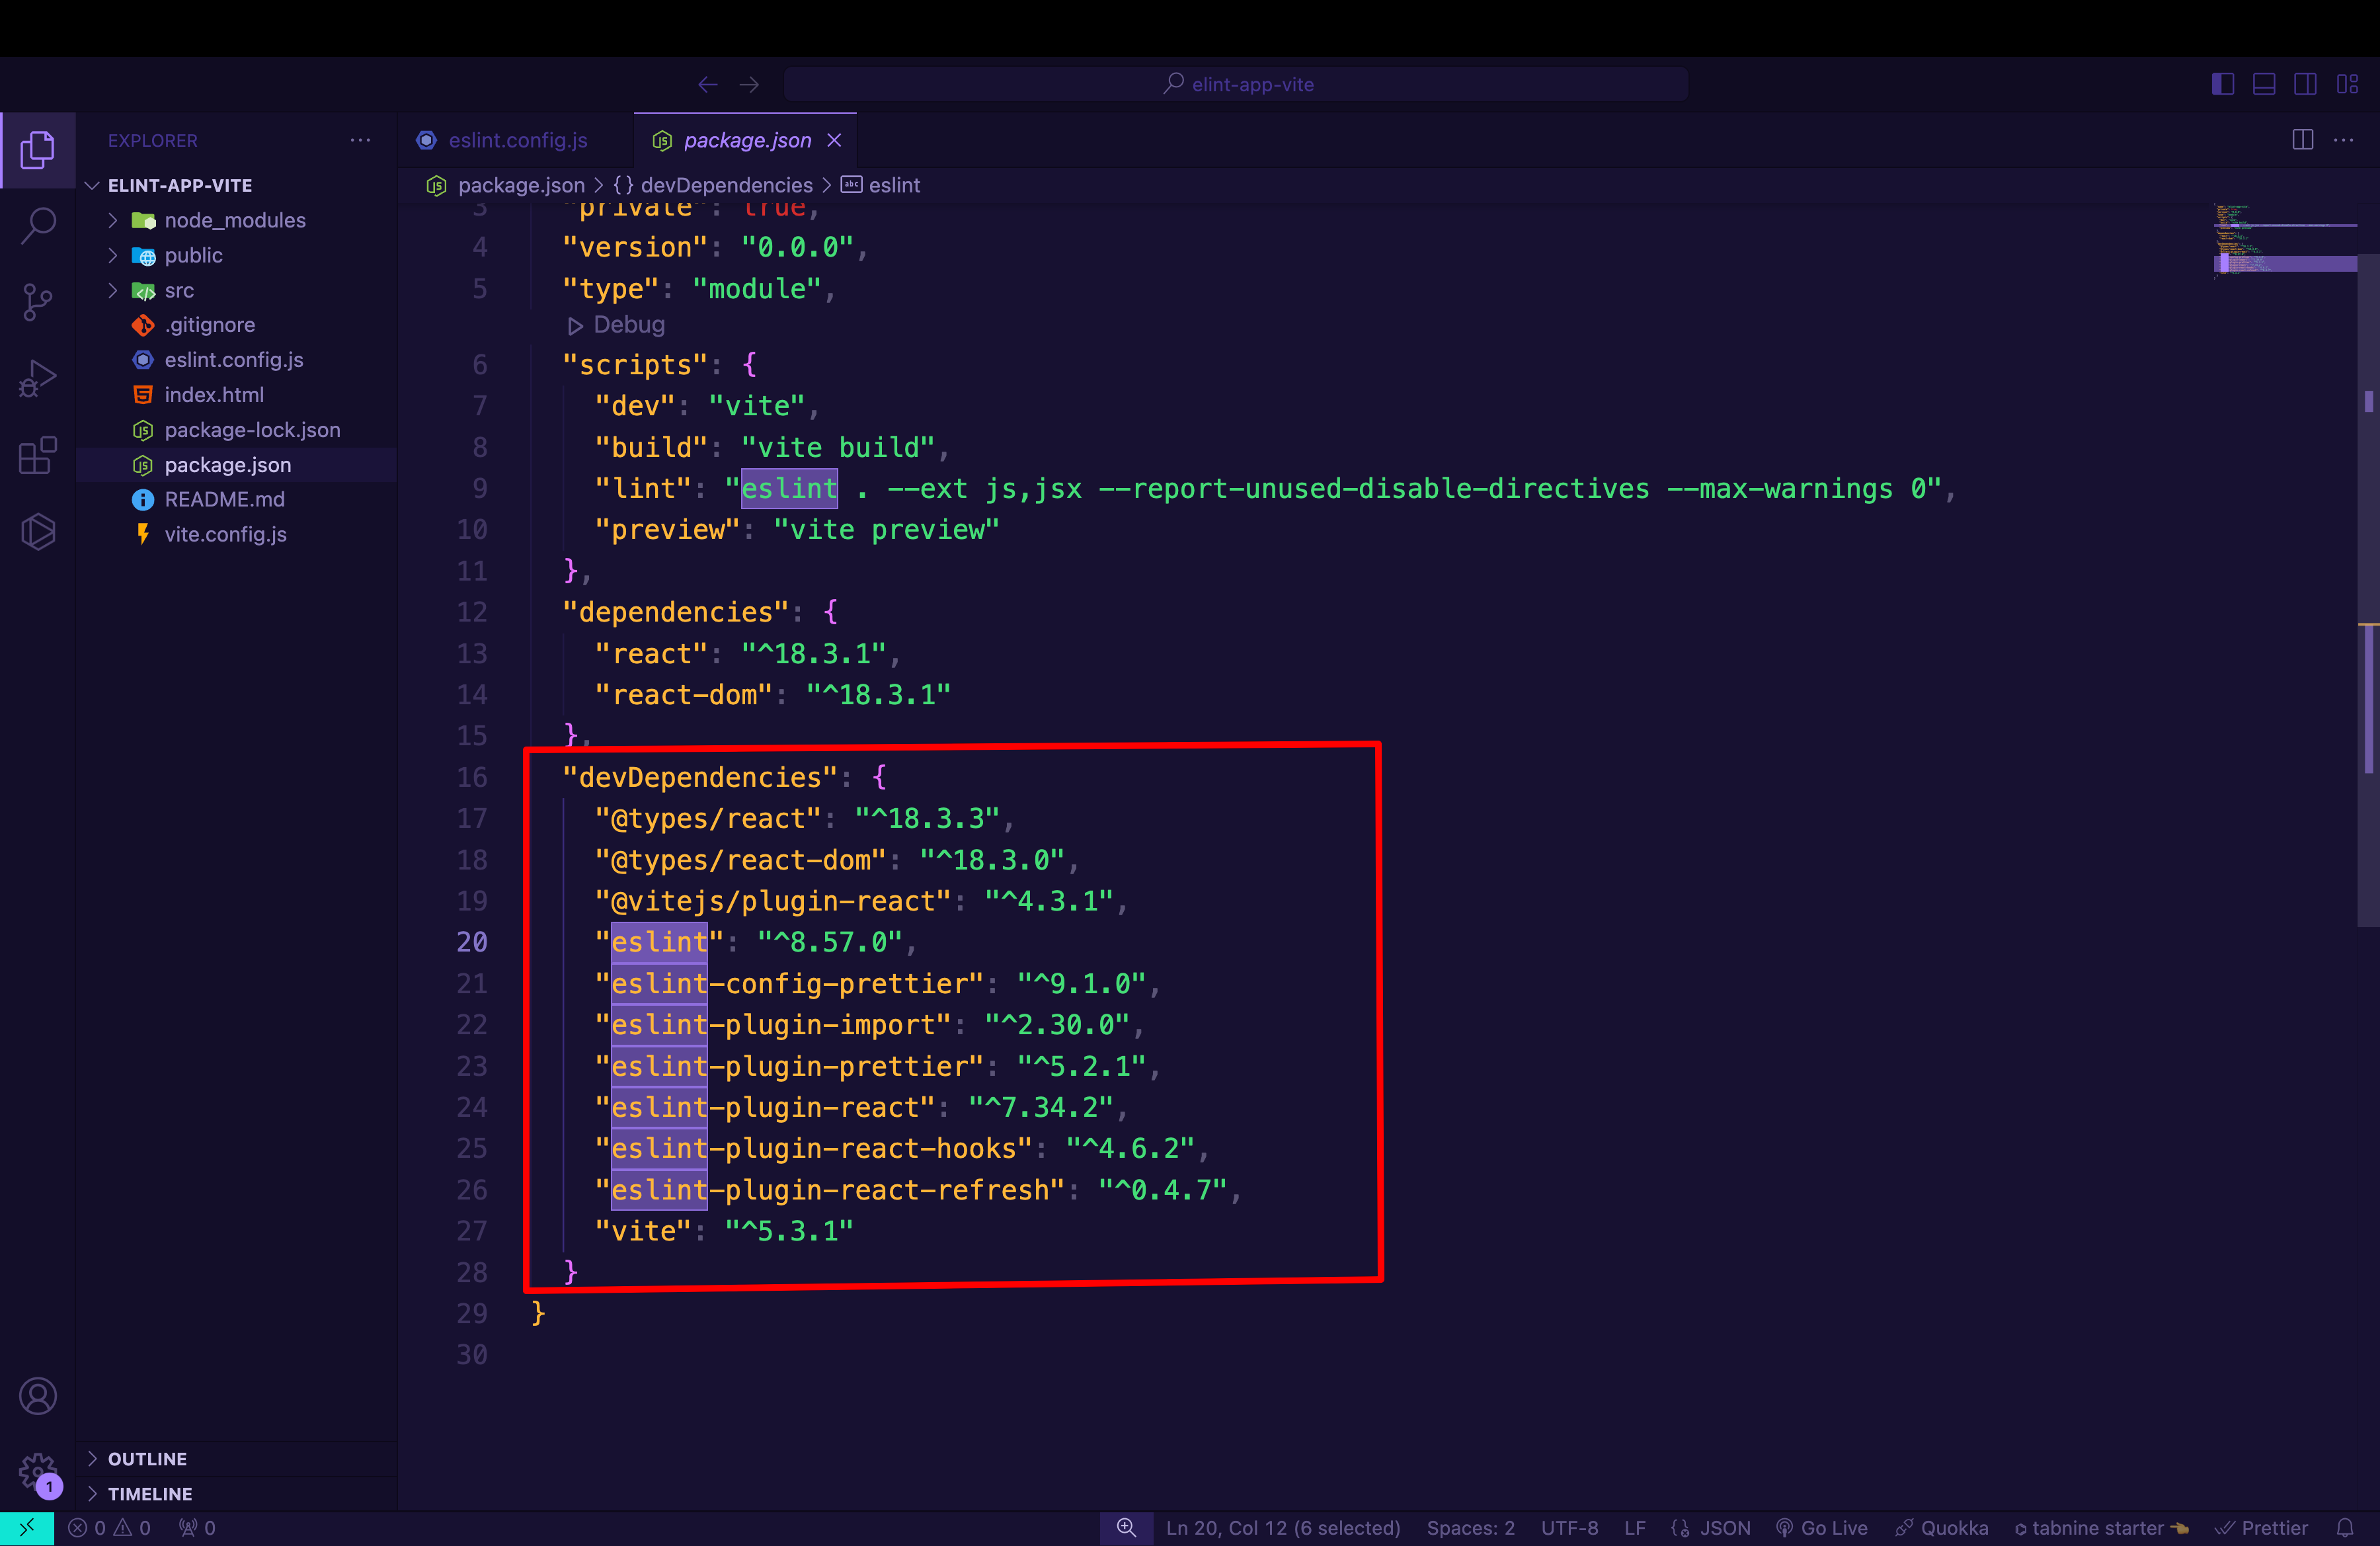 elint-app-vite
EXPLORER
ELINT-APP-VITE
node_modules
public
src
.gitignore
eslint.config.js
index.html
package-lock.json
package.json
README.md
vite.config.js
OUTLINE
TIMELINE
eslint.config.js
package.json
package.json > {} devDependencies > abc eslint
3 "private": true,
4 "version": "0.0.0",
5 "type": "module",
Debug
6 "scripts": {
7 "dev": "vite",
8 "build": "vite build",
9 "lint": "eslint . --ext js,jsx --report-unused-disable-directives --max-warnings 0",
10 "preview": "vite preview"
11 },
12 "dependencies": {
13 "react": "^18.3.1",
14 "react-dom": "^18.3.1"
15 },
16 "devDependencies": {
17 "@types/react": "^18.3.3",
18 "@types/react-dom": "^18.3.0",
19 "@vitejs/plugin-react": "^4.3.1",
20 "eslint": "^8.57.0",
21 "eslint-config-prettier": "^9.1.0",
22 "eslint-plugin-import": "^2.30.0",
23 "eslint-plugin-prettier": "^5.2.1",
24 "eslint-plugin-react": "^7.34.2",
25 "eslint-plugin-react-hooks": "^4.6.2",
26 "eslint-plugin-react-refresh": "^0.4.7",
27 "vite": "^5.3.1"
28 }
29 }
30
1
0 0 0 Ln 20, Col 12 (6 selected) Spaces: 2 UTF-8 LF JSON Go Live Quokka tabnine starter Prettier